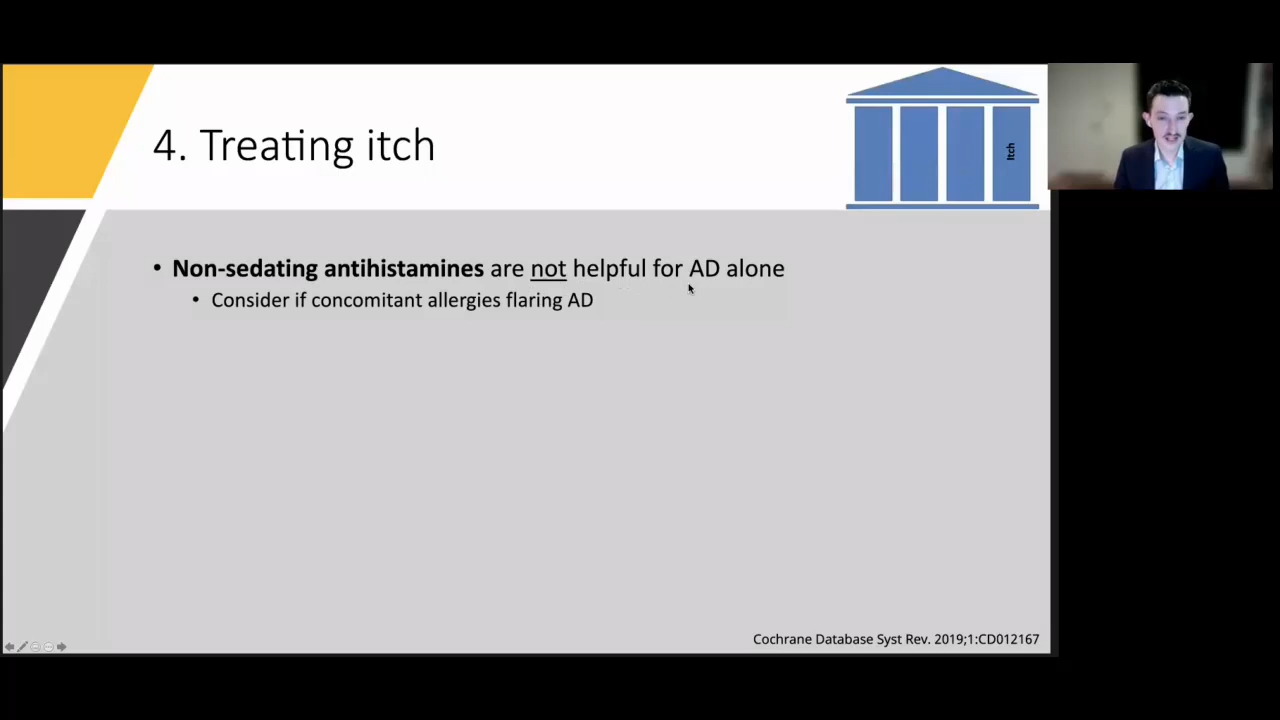 4. Treating itch
Itch
• Non-sedating antihistamines are not helpful for AD alone
• Consider if concomitant allergies flaring AD
Cochrane Database Syst Rev. 2019;1:CD012167